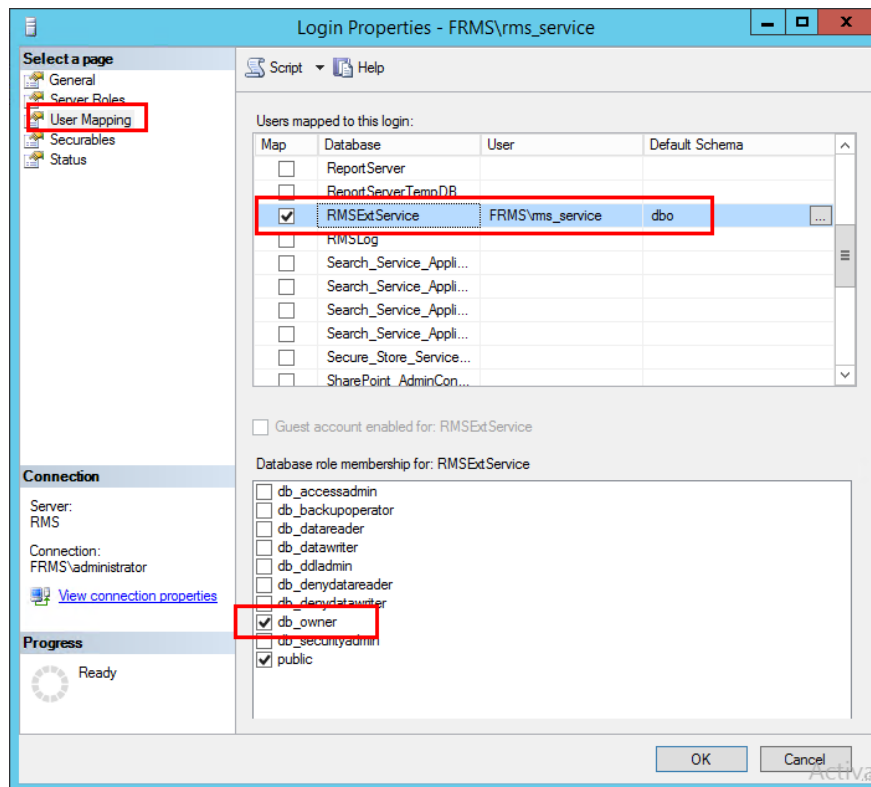 Login Properties - FRMS\rms_service
Select a page
General
Server Roles
User Mapping
Securables
Status
Script Help
Users mapped to this login:
Map Database User Default Schema
ReportServer
ReportServerTempDB
RMSExtService FRMS\rms_service dbo ...
RMSLog
Search_Service_Appli...
Search_Service_Appli...
Search_Service_Appli...
Search_Service_Appli...
Secure_Store_Service...
SharePoint_AdminCon...
Guest account enabled for: RMSExtService
Database role membership for: RMSExtService
db_accessadmin
db_backupoperator
db_datareader
db_datawriter
db_ddladmin
db_denydatareader
db_denydatawriter
db_owner
db_securityadmin
public
Connection
Server:
RMS
Connection:
FRMS\administrator
View connection properties
Progress
Ready
OK Cancel